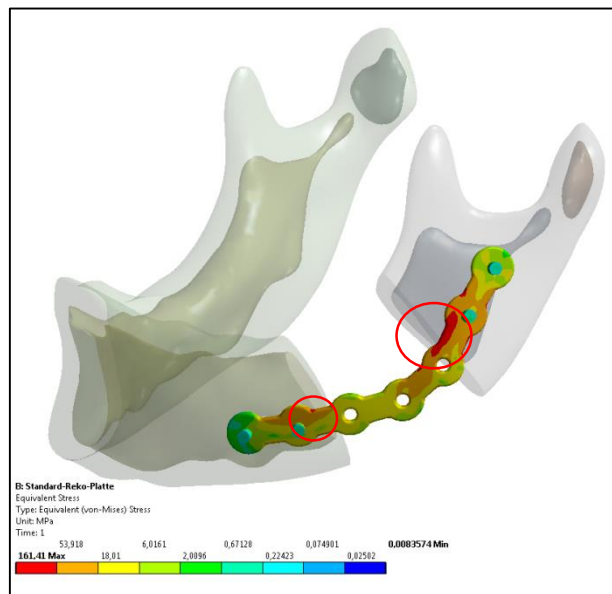 B: Standard-Reko-Platte
Equivalent Stress
Type: Equivalent (von-Mises) Stress
Unit: MPa
Time: 1
53,918 6,0161 0,67128 0,074901 0,0083574 Min
161,41 Max 18,01 2,0096 0,22423 0,02502